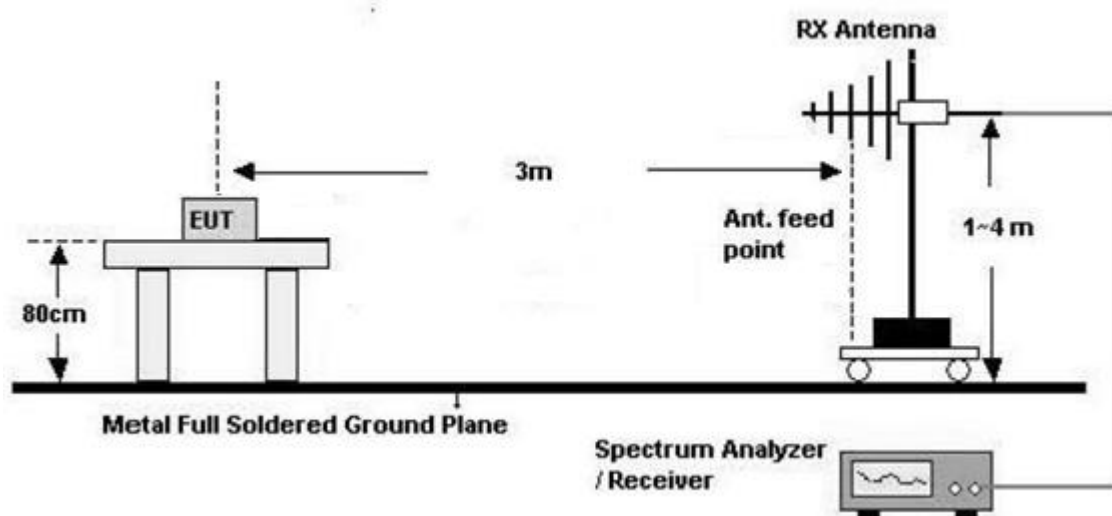 RX Antenna
3m
EUT
Ant. feed
point
1~4 m
80cm
Metal Full Soldered Ground Plane
Spectrum Analyzer
/ Receiver